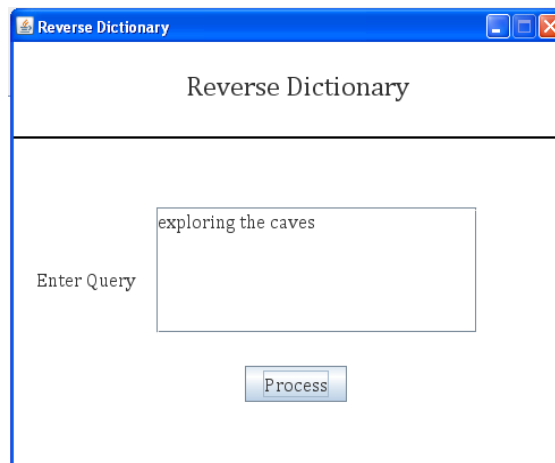 Reverse Dictionary
Reverse Dictionary
exploring the caves
Enter Query
Process